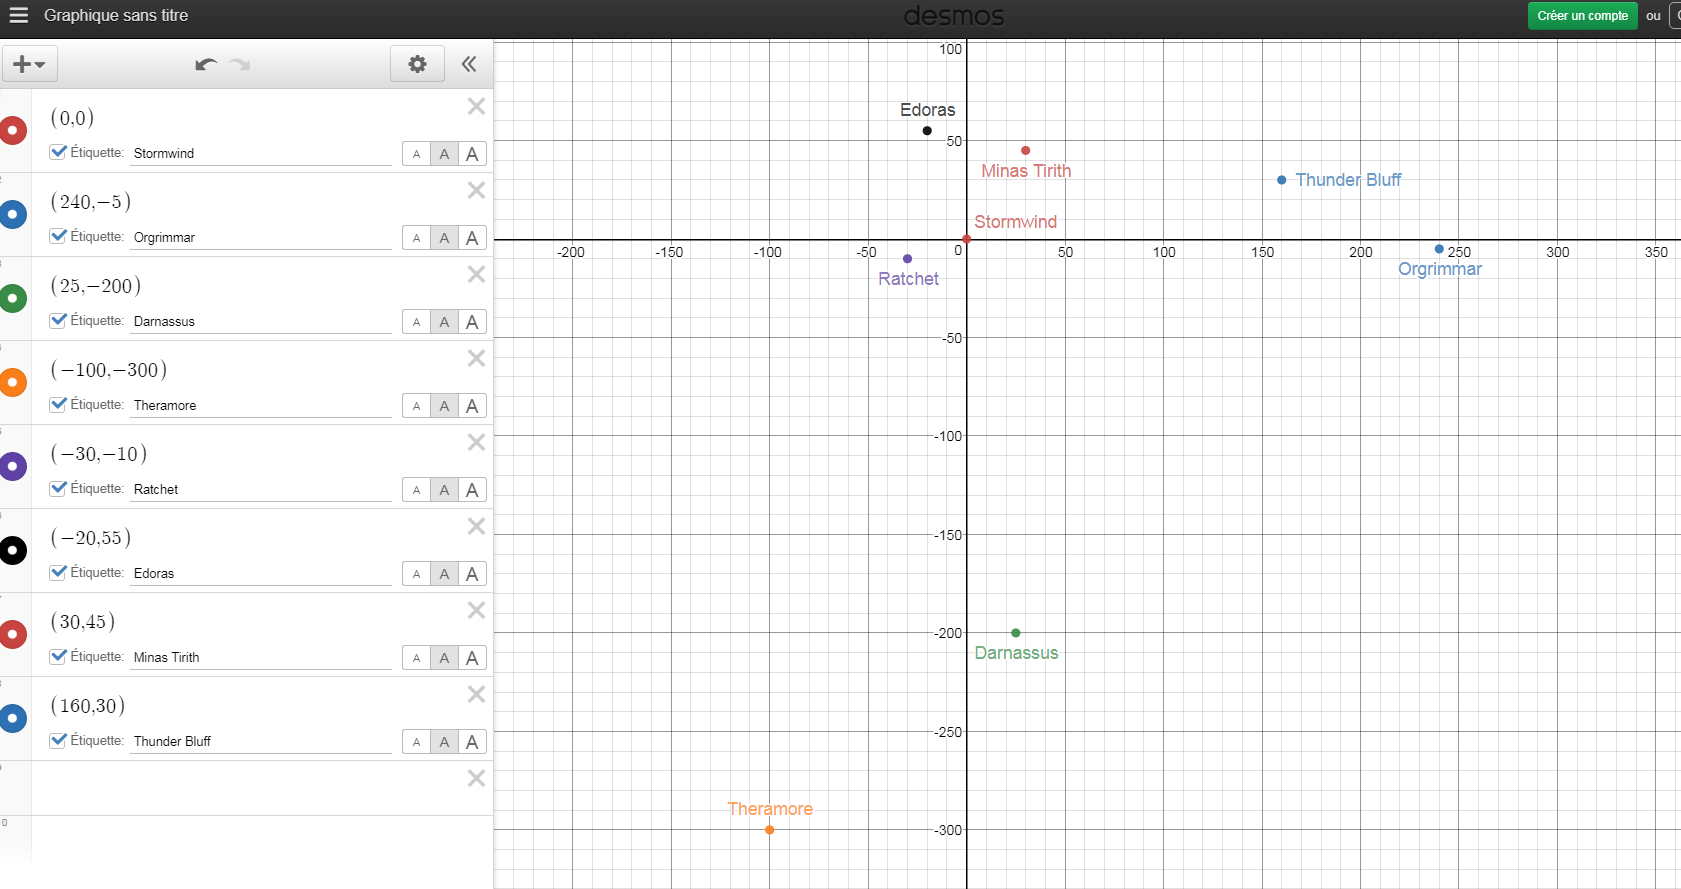 Graphique sans titre
desmos
Créer un compte ou
(0,0)
Étiquette: Stormwind
A A A
2
(240,−5)
Étiquette: Orgrimmar
A A A
3
(25,−200)
Étiquette: Darnassus
A A A
(−100,−300)
Étiquette: Theramore
A A A
(−30,−10)
Étiquette: Ratchet
A A A
(−20,55)
Étiquette: Edoras
A A A
(30,45)
Étiquette: Minas Tirith
A A A
(160,30)
Étiquette: Thunder Bluff
A A A
0
100
Edoras
50
Minas Tirith
Thunder Bluff
Stormwind
-200 -150 -100 -50 0 50 100 150 200 250 300 350
Ratchet
Orgrimmar
-50
-100
-150
-200
Darnassus
-250
Theramore
-300